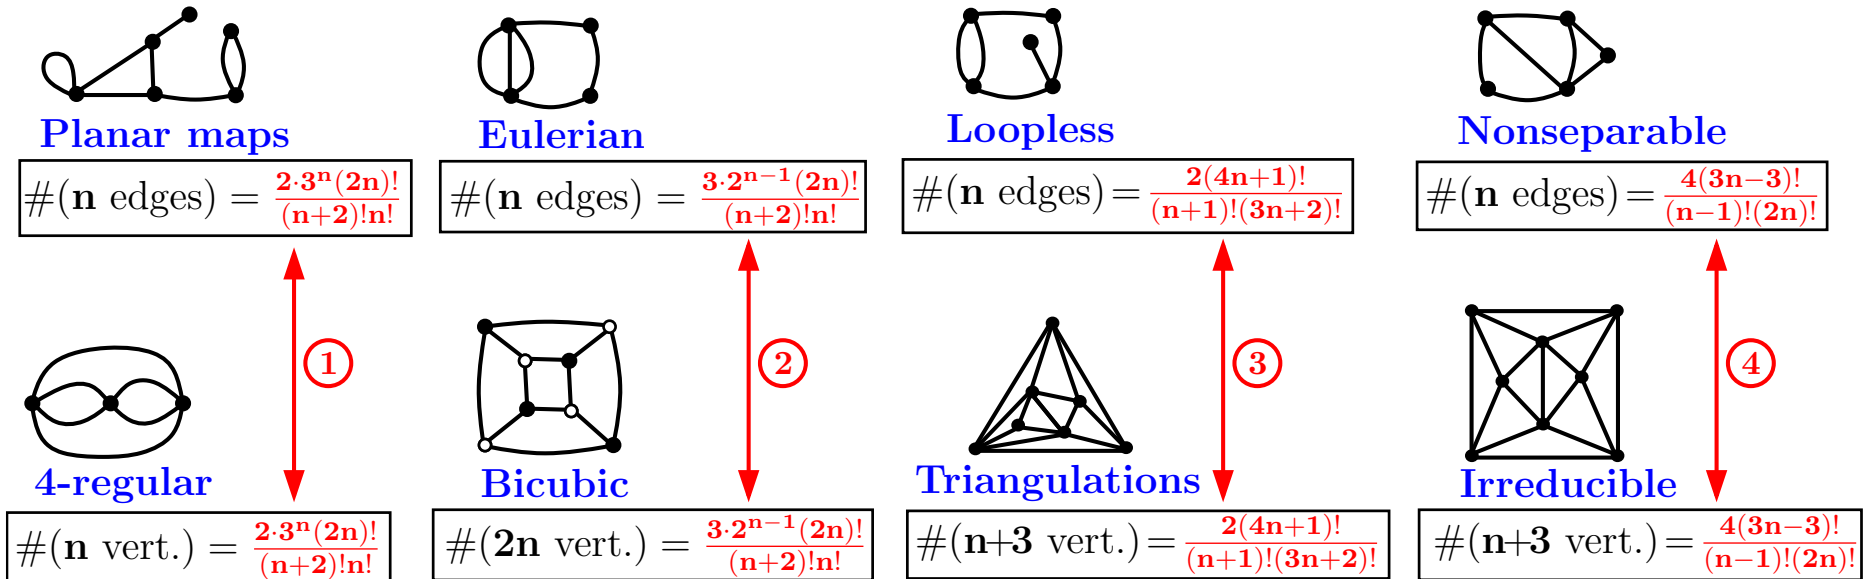 Planar maps
Eulerian
Loopless
Nonseparable
#(n edges) = 2·3^n(2n)!/(n+2)!n!
#(n edges) = 3·2^{n−1}(2n)!/(n+2)!n!
#(n edges) = 2(4n+1)!/(n+1)!(3n+2)!
#(n edges) = 4(3n−3)!/(n−1)!(2n)!
1
2
3
4
4-regular
Bicubic
Triangulations
Irreducible
#(n vert.) = 2·3^n(2n)!/(n+2)!n!
#(2n vert.) = 3·2^{n−1}(2n)!/(n+2)!n!
#(n+3 vert.) = 2(4n+1)!/(n+1)!(3n+2)!
#(n+3 vert.) = 4(3n−3)!/(n−1)!(2n)!